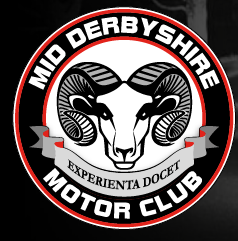 MID DERBYSHIRE
EXPERIENTA DOCET
MOTOR CLUB